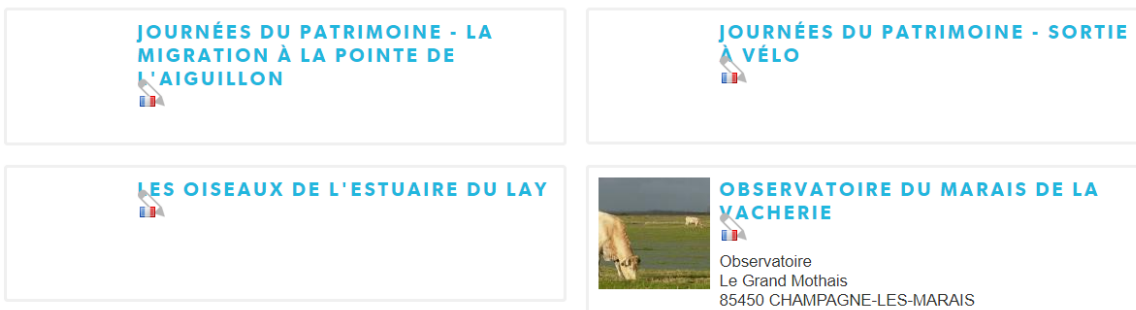 JOURNÉES DU PATRIMOINE - LA
MIGRATION À LA POINTE DE
L'AIGUILLON
JOURNÉES DU PATRIMOINE - SORTIE
À VÉLO
LES OISEAUX DE L'ESTUAIRE DU LAY
OBSERVATOIRE DU MARAIS DE LA
VACHERIE
Observatoire
Le Grand Mothais
85450 CHAMPAGNE-LES-MARAIS